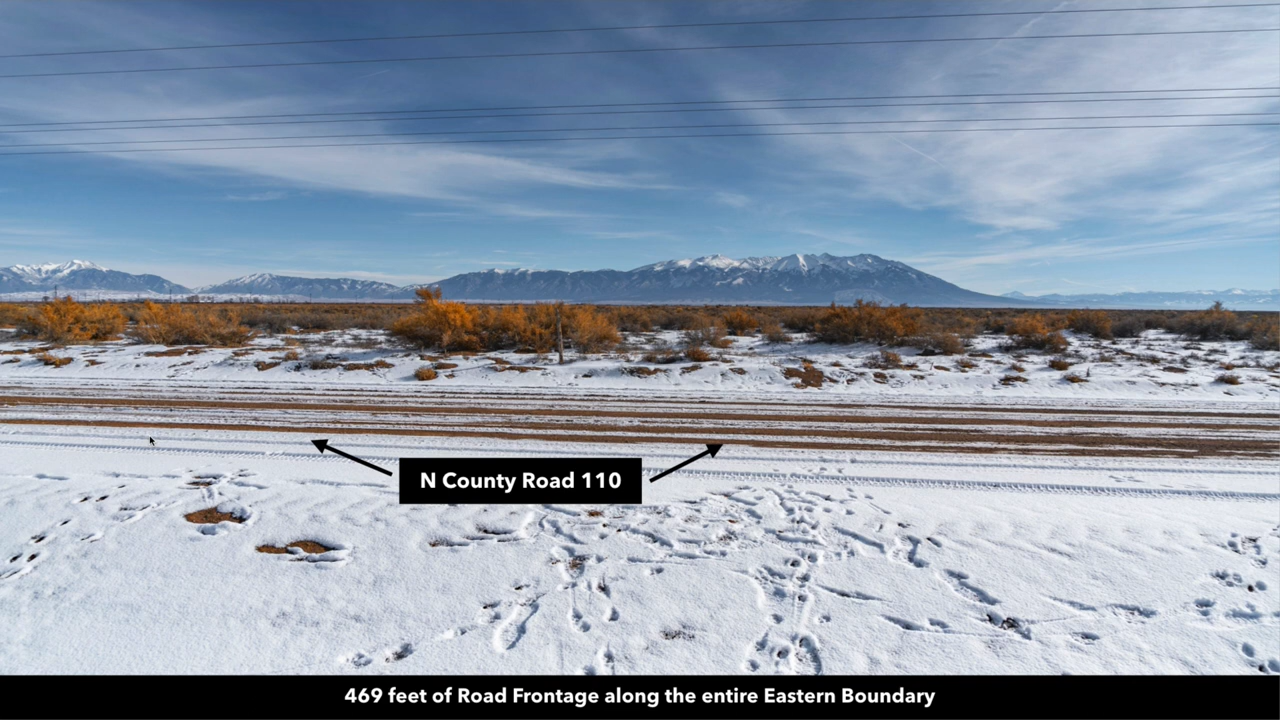 N County Road 110
469 feet of Road Frontage along the entire Eastern Boundary